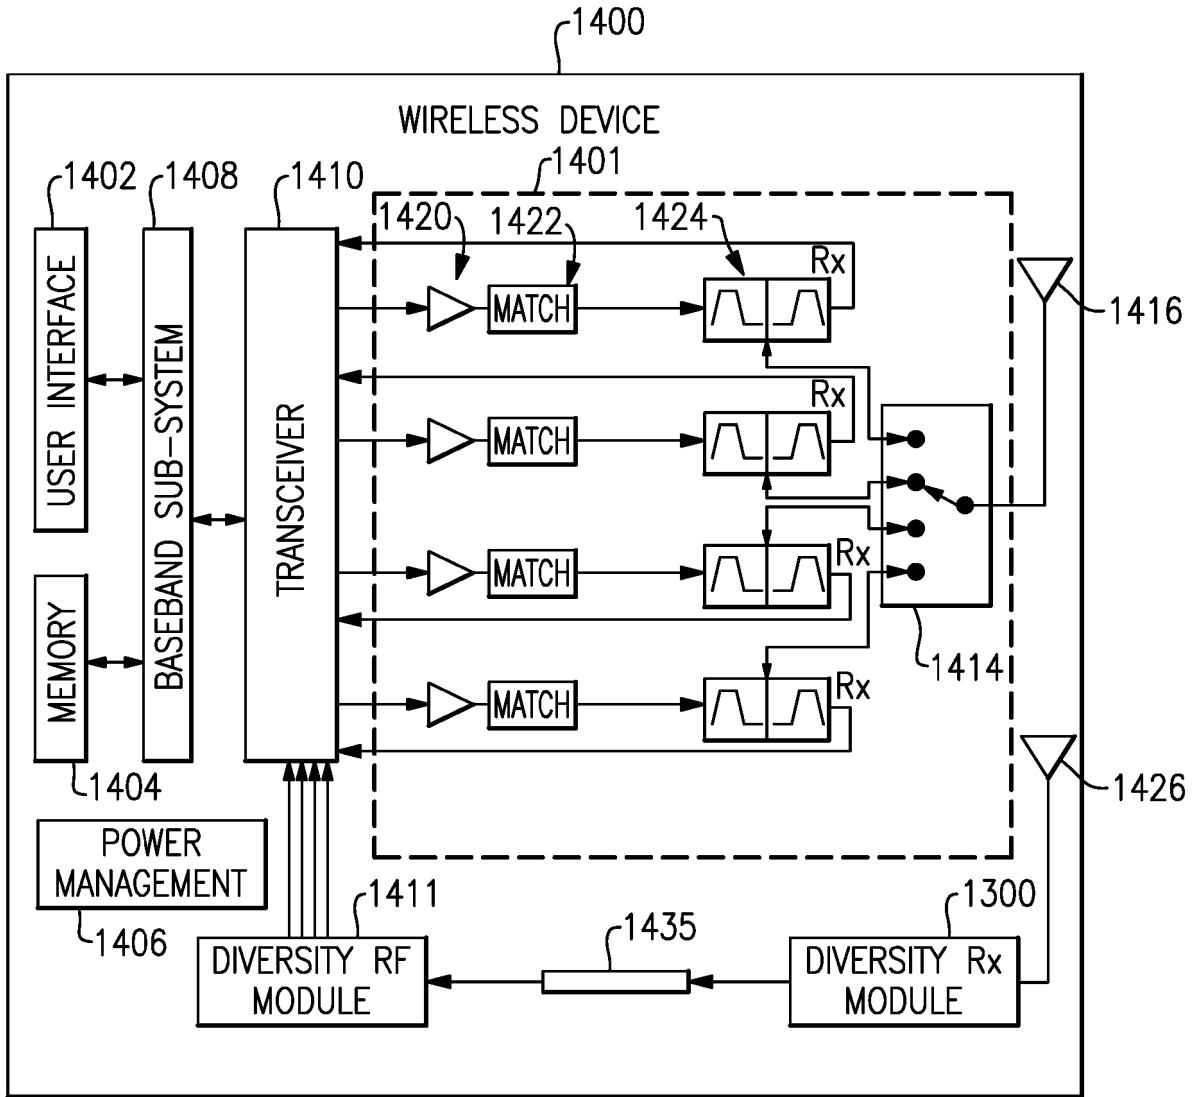 1400
WIRELESS DEVICE
1402
1408
1410
1401
1420
1422
1424
Rx
MATCH
1416
USER INTERFACE
BASEBAND SUB-SYSTEM
TRANSCEIVER
Rx
MATCH
Rx
MATCH
1414
MEMORY
Rx
MATCH
1404
1426
POWER
MANAGEMENT
1406
1411
1435
1300
DIVERSITY RF
MODULE
DIVERSITY Rx
MODULE